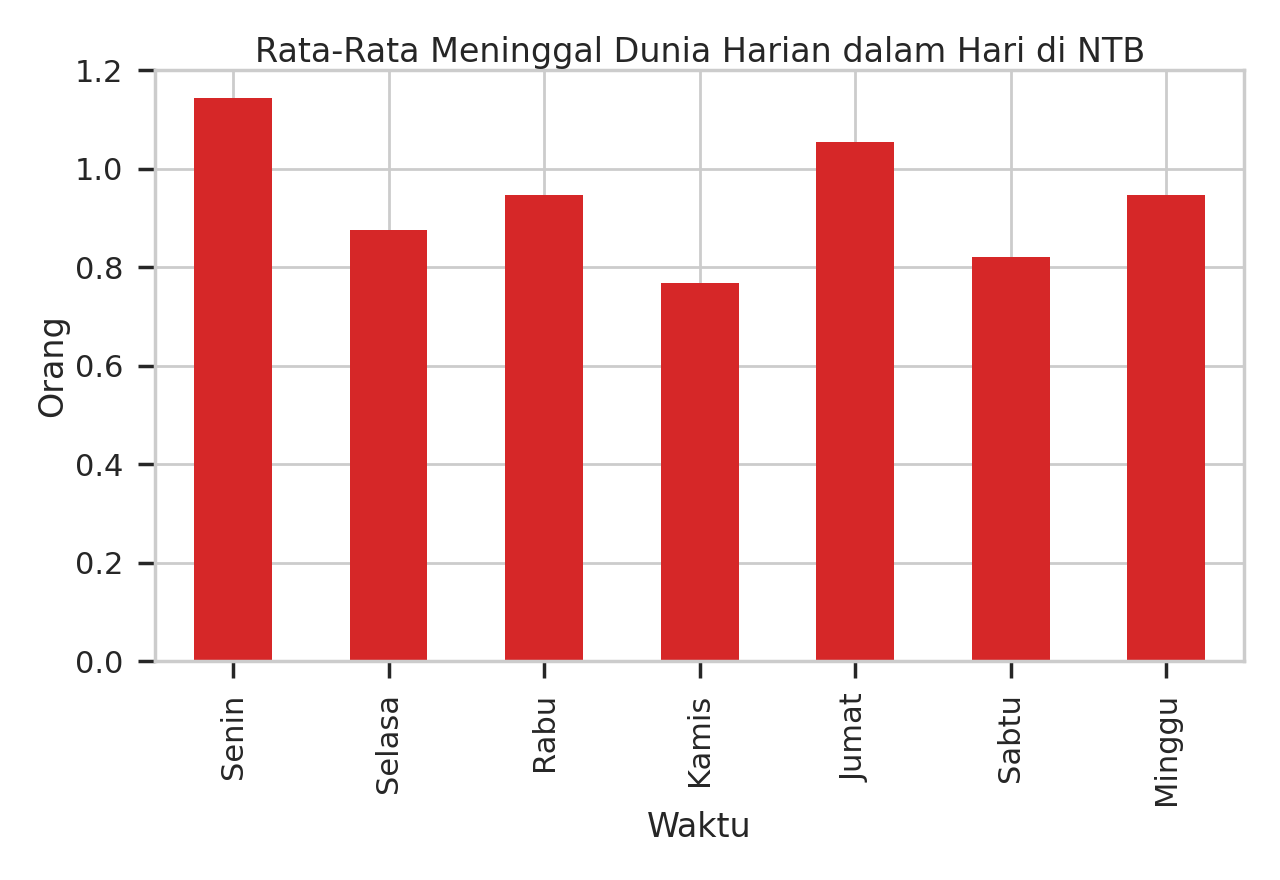 Rata-Rata Meninggal Dunia Harian dalam Hari di NTB
1.2
1.0
0.8
0.6
0.4
0.2
0.0
Orang
Senin
Selasa
Rabu
Kamis
Jumat
Sabtu
Minggu
Waktu